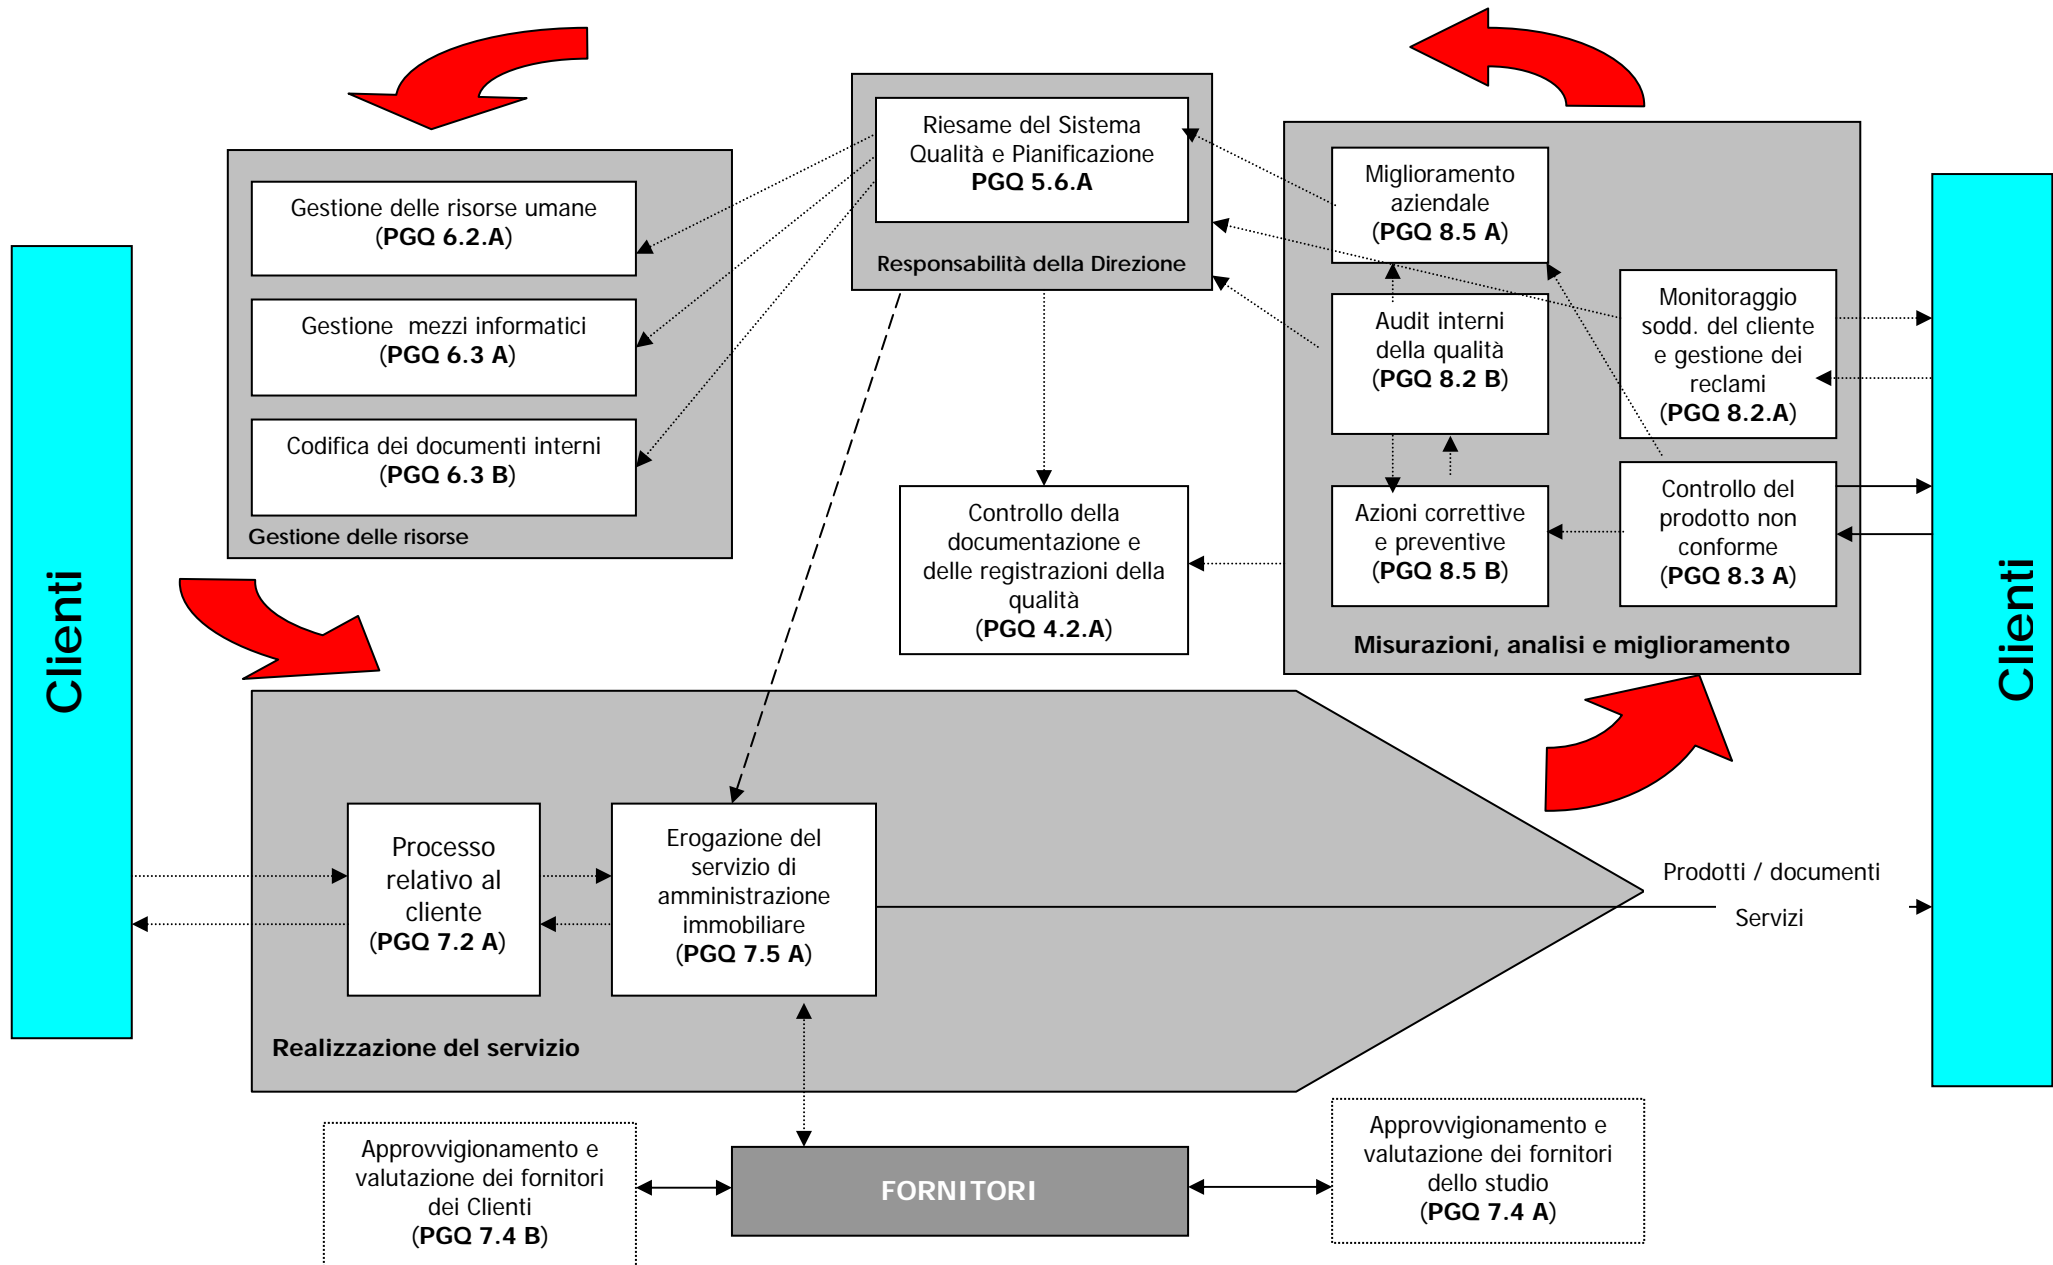 Riesame del Sistema
Qualità e Pianificazione
PGQ 5.6.A
Responsabilità della Direzione
Gestione delle risorse umane
(PGQ 6.2.A)
Gestione mezzi informatici
(PGQ 6.3 A)
Codifica dei documenti interni
(PGQ 6.3 B)
Gestione delle risorse
Miglioramento
aziendale
(PGQ 8.5 A)
Audit interni
della qualità
(PGQ 8.2 B)
Azioni correttive
e preventive
(PGQ 8.5 B)
Monitoraggio
sodd. del cliente
e gestione dei
reclami
(PGQ 8.2.A)
Controllo del
prodotto non
conforme
(PGQ 8.3 A)
Misurazioni, analisi e miglioramento
Controllo della
documentazione e
delle registrazioni della
qualità
(PGQ 4.2.A)
Clienti
Clienti
Processo
relativo al
cliente
(PGQ 7.2 A)
Erogazione del
servizio di
amministrazione
immobiliare
(PGQ 7.5 A)
Realizzazione del servizio
Prodotti / documenti
Servizi
Approvvigionamento e
valutazione dei fornitori
dei Clienti
(PGQ 7.4 B)
FORNITORI
Approvvigionamento e
valutazione dei fornitori
dello studio
(PGQ 7.4 A)